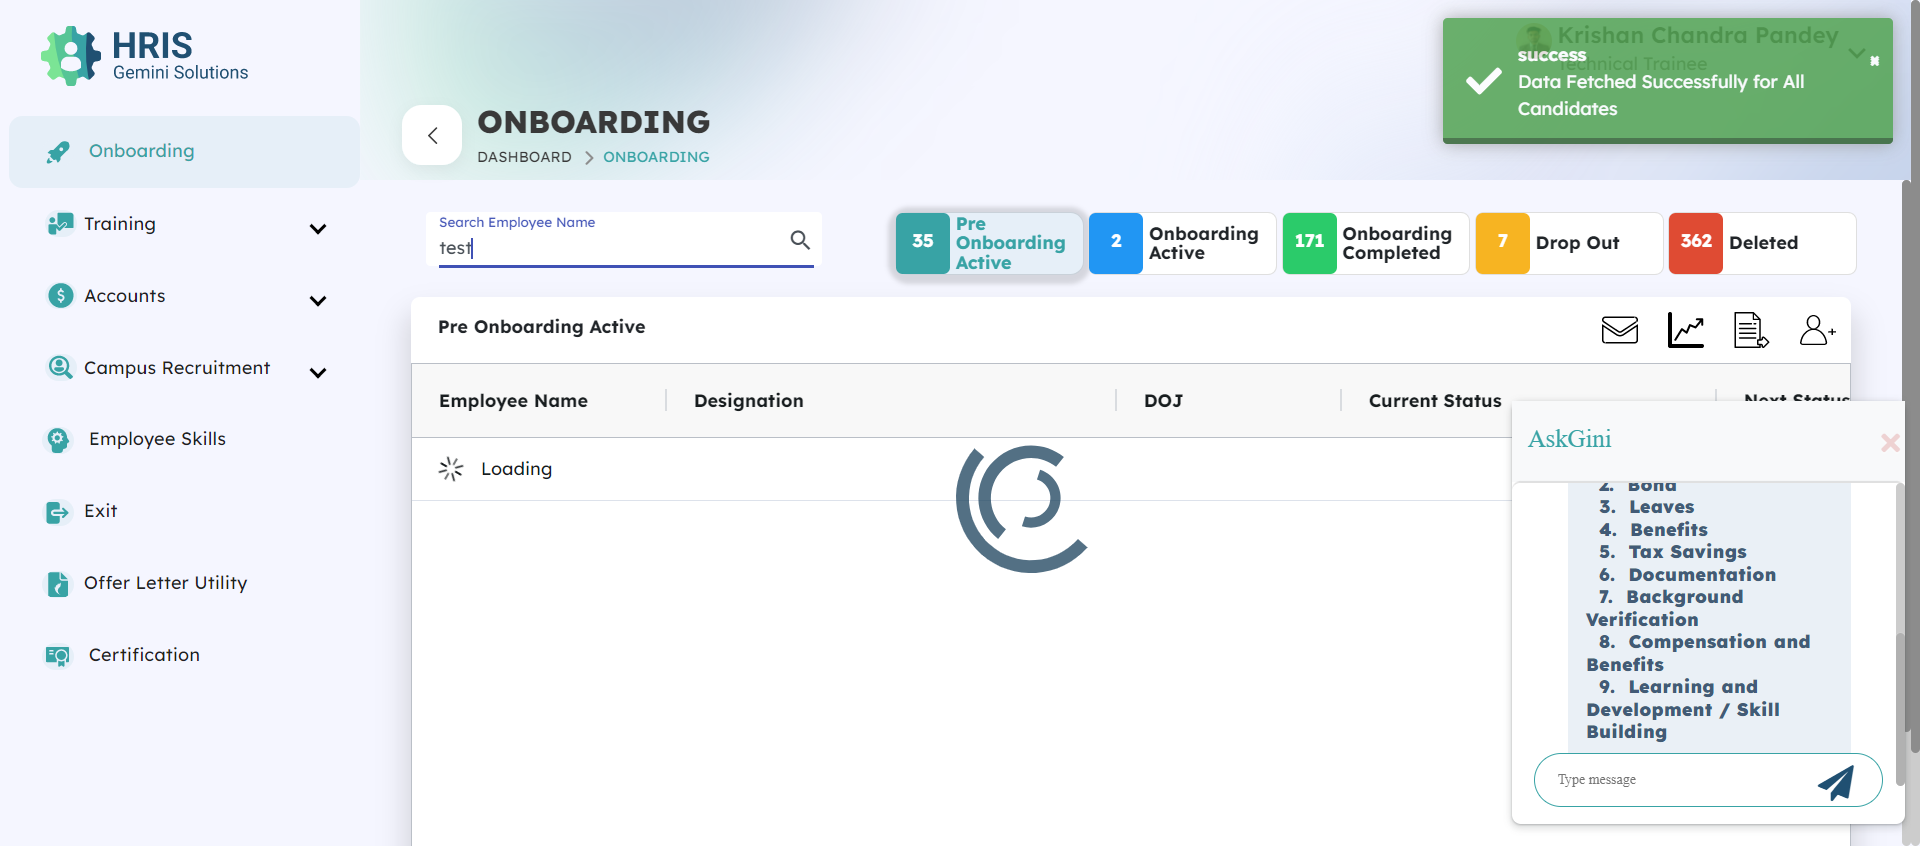 HRIS
Gemini Solutions
Onboarding
Training
Accounts
Campus Recruitment
Employee Skills
Exit
Offer Letter Utility
Certification
ONBOARDING
DASHBOARD
ONBOARDING
Krishan Chandra Pandey
Technical Trainee
success
Data Fetched Successfully for All
Candidates
Search Employee Name
test
35
Pre
Onboarding
Active
2
Onboarding
Active
171
Onboarding
Completed
7
Drop Out
362
Deleted
Pre Onboarding Active
Employee Name
Designation
DOJ
Current Status
Next Status
Loading
AskGini
2. Bond
3. Leaves
4. Benefits
5. Tax Savings
6. Documentation
7. Background
Verification
8. Compensation and
Benefits
9. Learning and
Development / Skill
Building
Type message